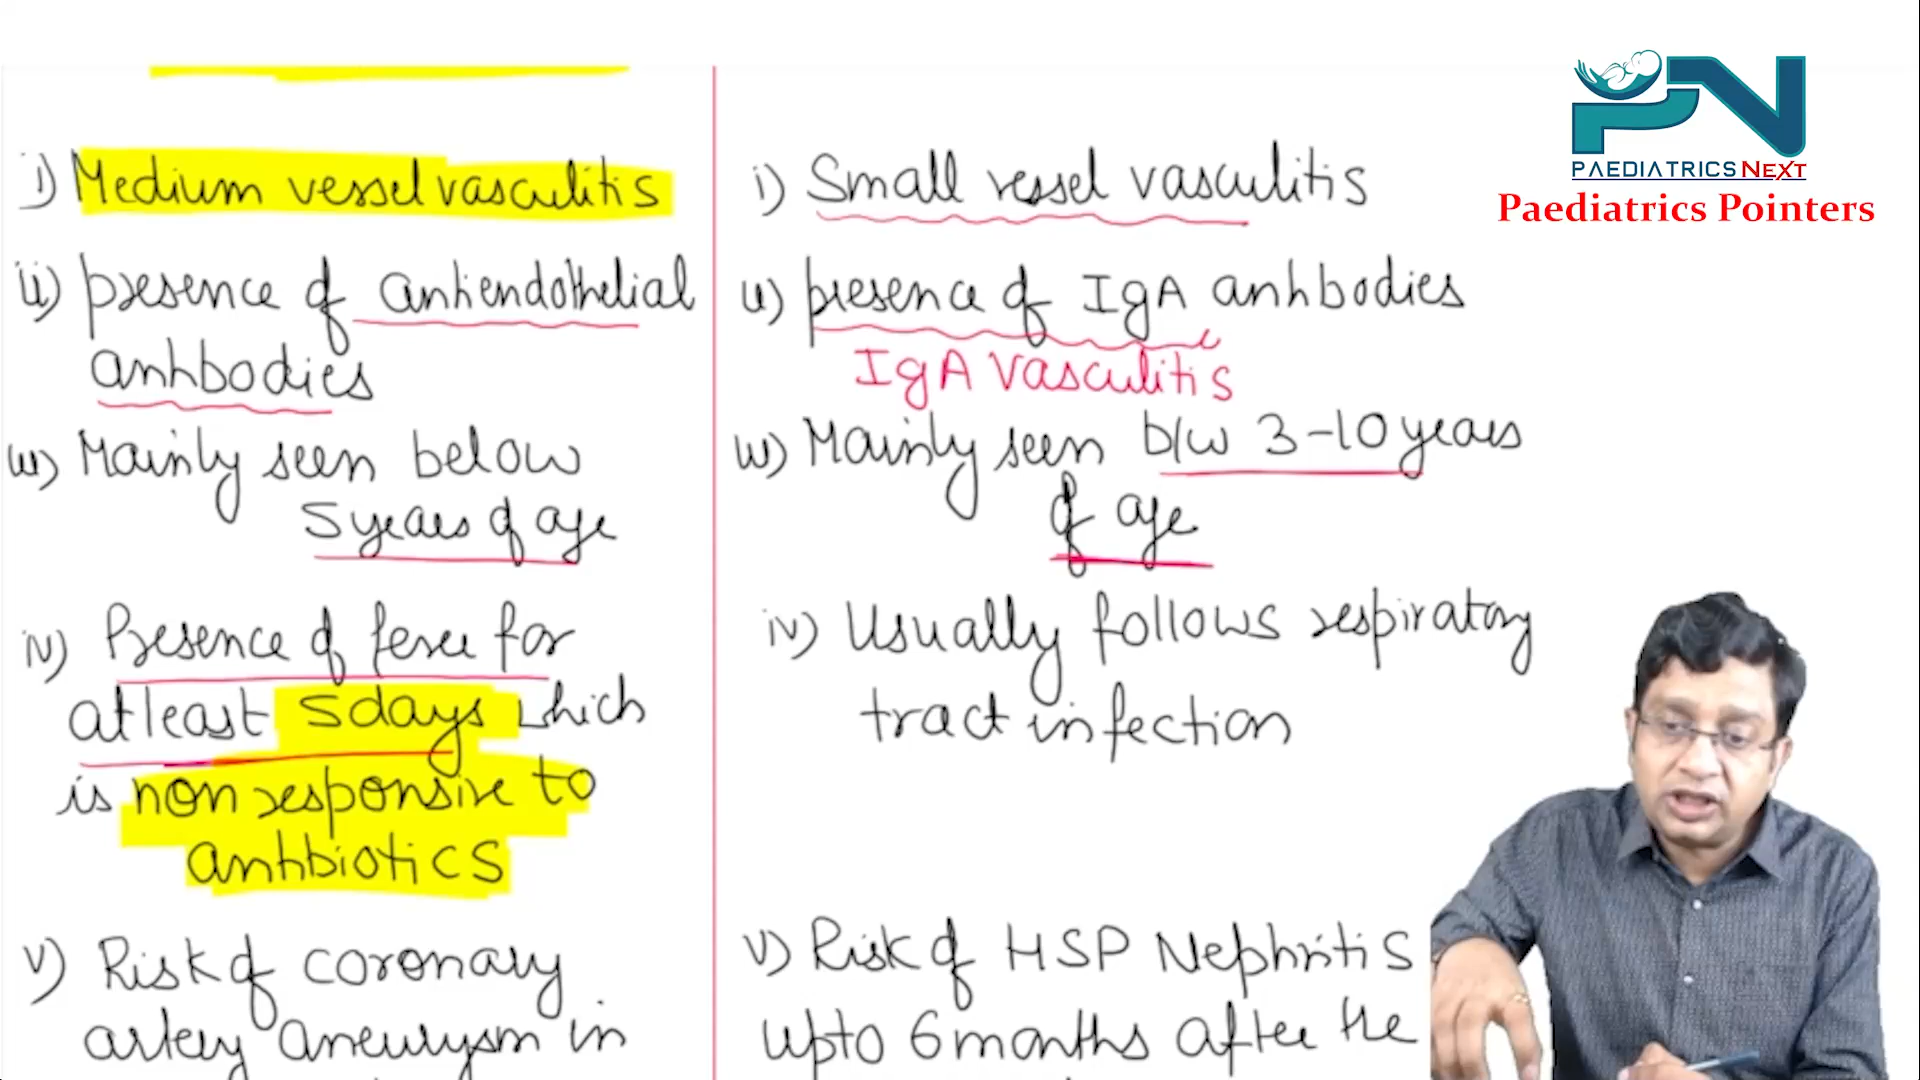 i) Medium vessel vasculitis
ii) presence of antiendothelial
antibodies
iii) Mainly seen below
5 years of age
iv) Presence of fever for
atleast 5 days which
is non responsive to
antibiotics
v) Risk of coronary
artery aneurysm in
i) Small vessel vasculitis
ii) presence of IgA antibodies
IgA Vasculitis
iii) Mainly seen b/w 3-10 years
of age
iv) Usually follows respiratory
tract infection
v) Risk of HSP Nephritis
upto 6 months after the
PN
PAEDIATRICS NEXT
Paediatrics Pointers